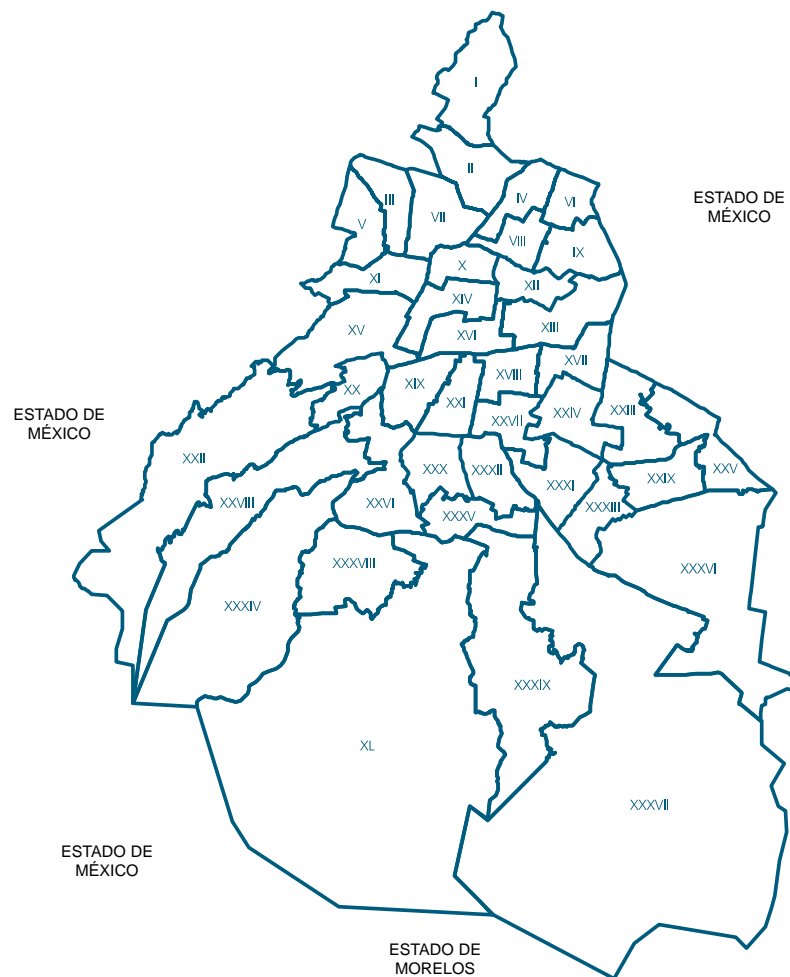 I
II
III
IV
VI
ESTADO DE
MÉXICO
V
VII
VIII
IX
X
XI
XII
XIV
XV
XVI
XIII
XVII
XVIII
XIX
XX
XXI
ESTADO DE
MÉXICO
XXIV
XXIII
XXVII
XXII
XXX
XXXII
XXIX
XXV
XXXI
XXVIII
XXVI
XXXIII
XXXV
XXXVIII
XXXVI
XXXIV
XXXIX
XL
XXXVII
ESTADO DE
MÉXICO
ESTADO DE
MORELOS